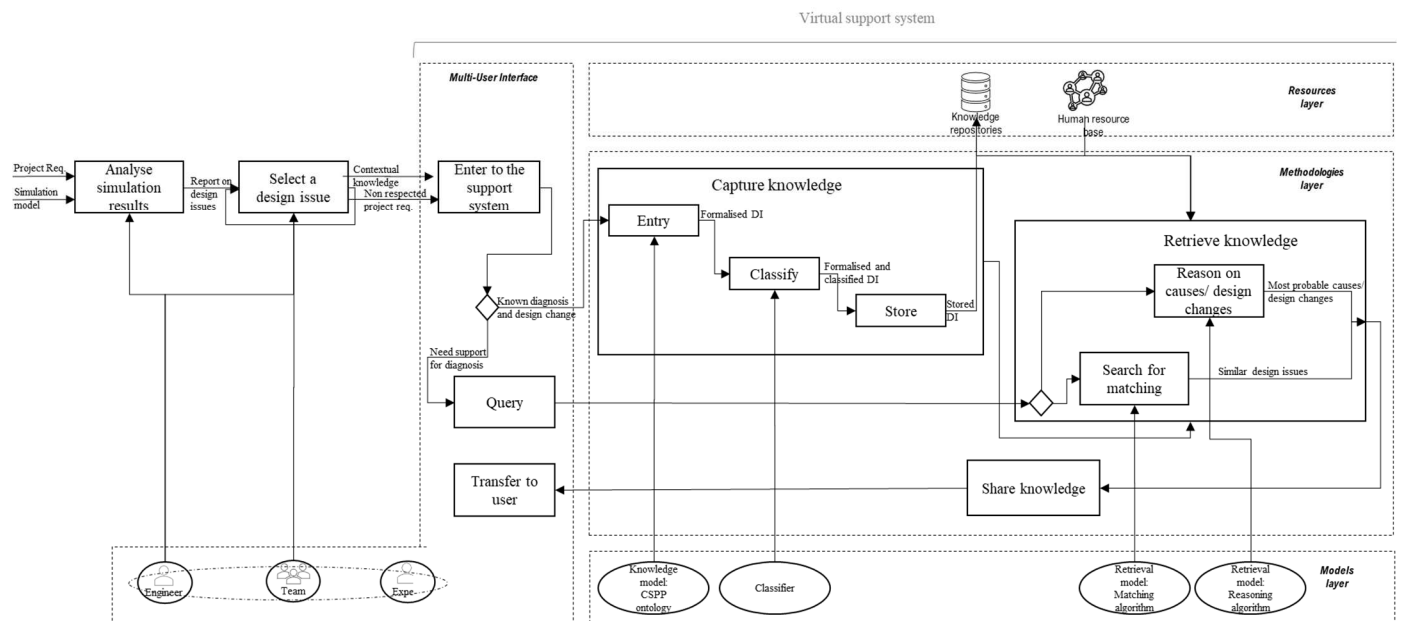 Virtual support system
Multi-User Interface
Resources
layer
Knowledge
repositories
Human resource
base
Methodologies
layer
Project Req.
Simulation
model
Analyse
simulation
results
Report on
design
issues
Select a
design issue
Contextual
knowledge
Non respected
project req.
Enter to the
support
system
Capture knowledge
Entry
Formalised DI
Classify
Formalised and
classified DI
Store
Stored
DI
Retrieve knowledge
Reason on
causes/ design
changes
Most probable causes/
design changes
Known diagnosis
and design change
Need support
for diagnosis
Query
Search for
matching
Similar design issues
Transfer to
user
Share knowledge
Engineer
Team
Expe.
Knowledge
model:
CSPP
ontology
Classifier
Retrieval
model:
Matching
algorithm
Retrieval
model:
Reasoning
algorithm
Models
layer